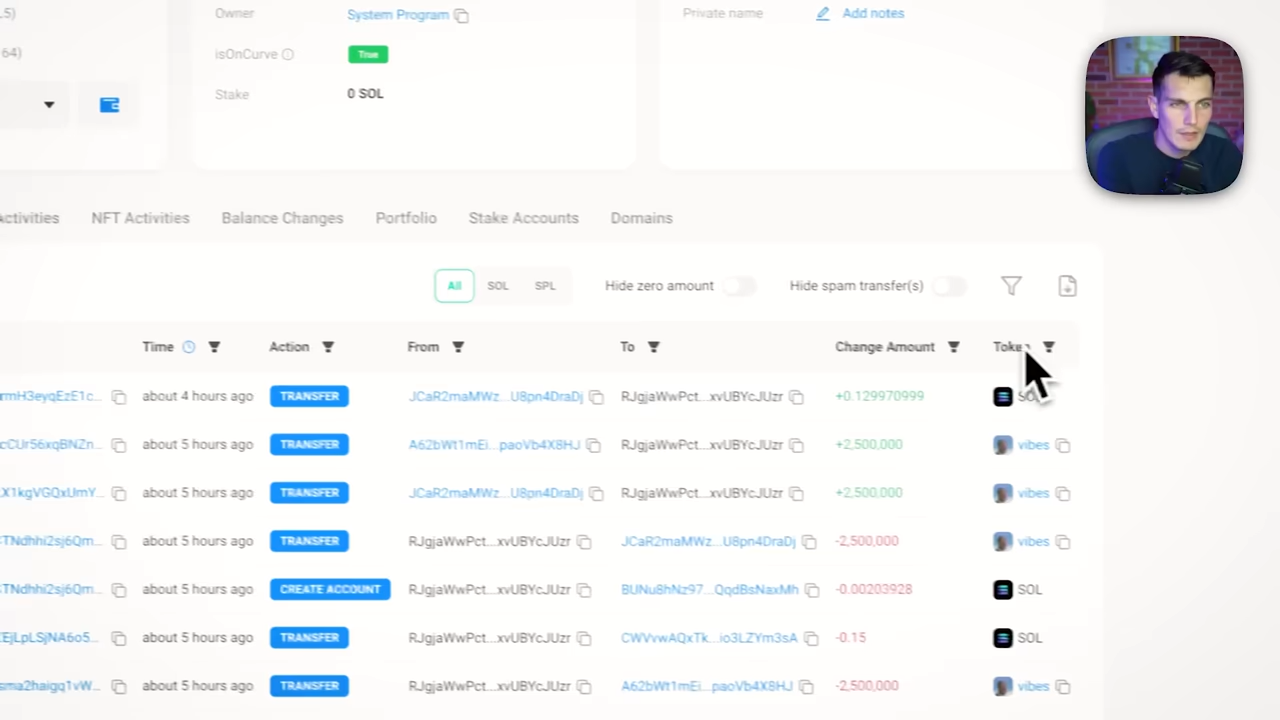 Owner System Program Private name Add notes
64) isOnCurve True
Stake 0 SOL
Activities NFT Activities Balance Changes Portfolio Stake Accounts Domains
All SOL SPL Hide zero amount Hide spam transfer(s)
Time Action From To Change Amount Token
rmH3eyqEzE1c... about 4 hours ago TRANSFER JCaR2maMWz...U8pn4DraDj RJgjaWwPct...xvUBYcJUzr +0.129970999 SOL
cCUr56xqBNZn... about 5 hours ago TRANSFER A62bWt1mEi...paoVb4X8HJ RJgjaWwPct...xvUBYcJUzr +2,500,000 vibes
X1kgVGQxUmY... about 5 hours ago TRANSFER JCaR2maMWz...U8pn4DraDj RJgjaWwPct...xvUBYcJUzr +2,500,000 vibes
TNdhhi2sj6Qm... about 5 hours ago TRANSFER RJgjaWwPct...xvUBYcJUzr JCaR2maMWz...U8pn4DraDj -2,500,000 vibes
TNdhhi2sj6Qm... about 5 hours ago CREATE ACCOUNT RJgjaWwPct...xvUBYcJUzr BUNu8hNz97...QqdBsNaxMh -0.00203928 SOL
EjLpLSjNA6o5... about 5 hours ago TRANSFER RJgjaWwPct...xvUBYcJUzr CWVvwAQxTk...io3LZYm3sA -0.15 SOL
sma2haigq1vW... about 5 hours ago TRANSFER RJgjaWwPct...xvUBYcJUzr A62bWt1mEi...paoVb4X8HJ -2,500,000 vibes